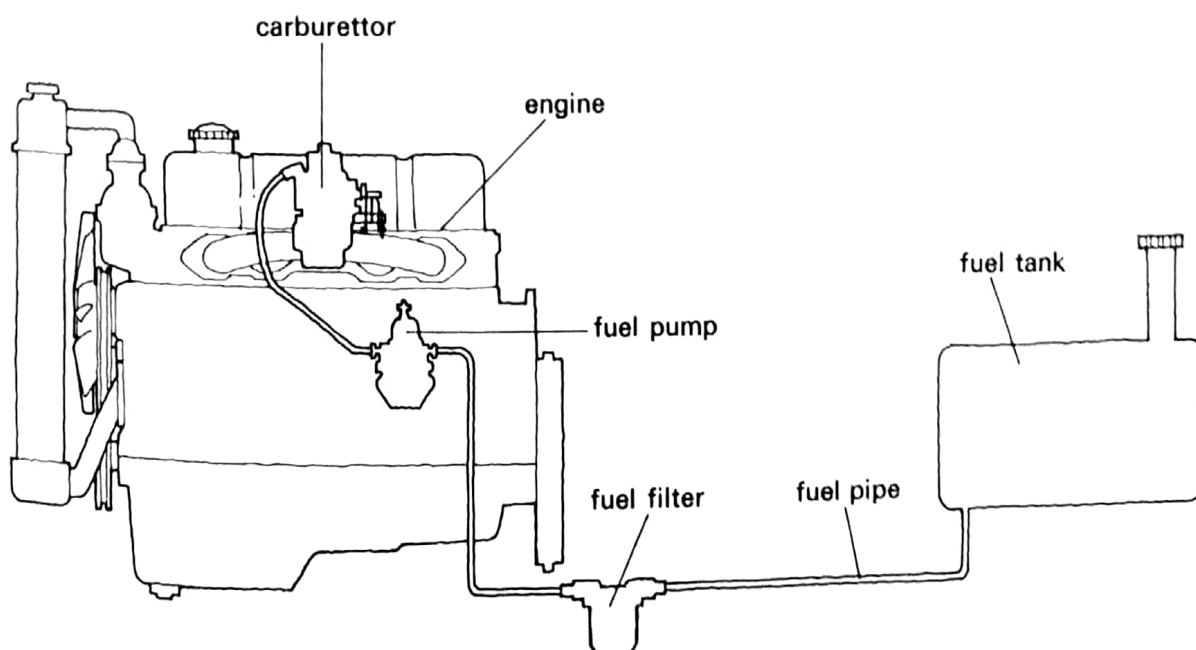 carburettor
engine
fuel tank
fuel pump
fuel filter
fuel pipe